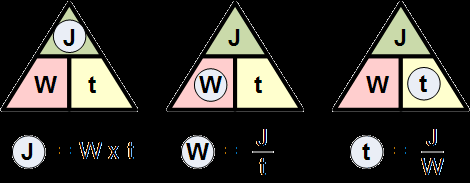 J J J
W t W t W t
J = W x t W = J/t t = J/W